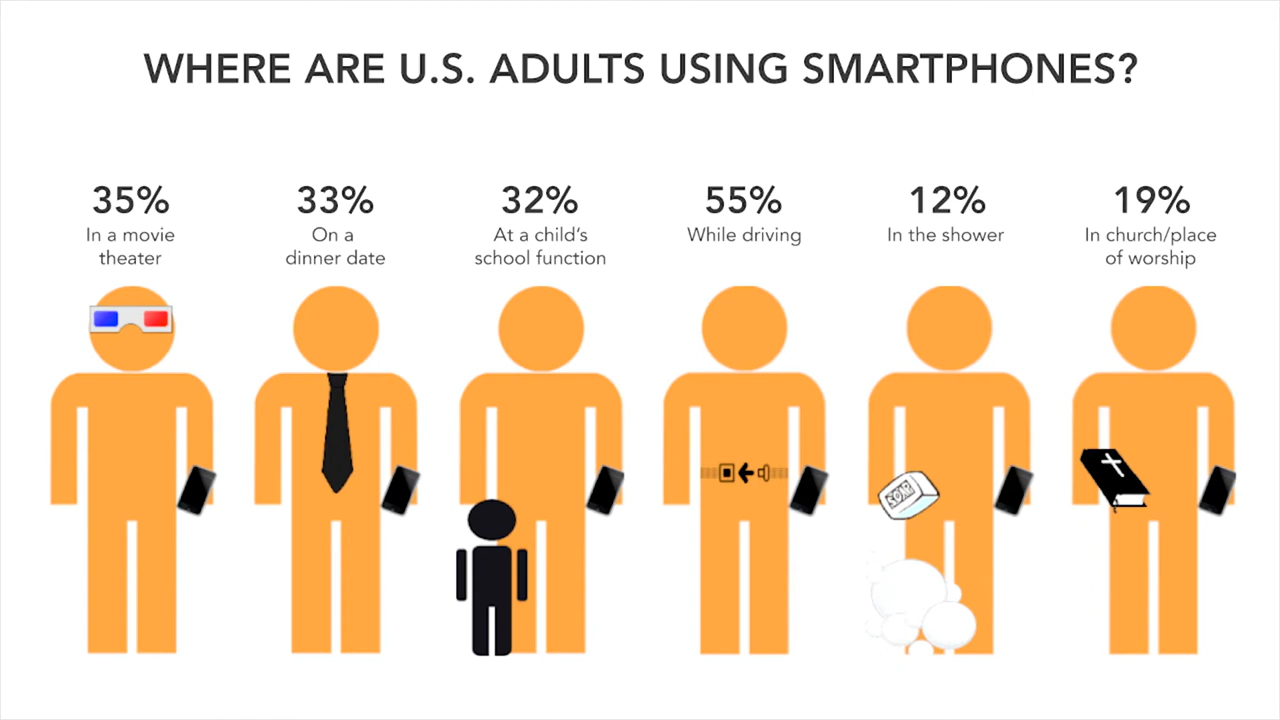 WHERE ARE U.S. ADULTS USING SMARTPHONES?
35%
In a movie
theater
33%
On a
dinner date
32%
At a child's
school function
55%
While driving
12%
In the shower
19%
In church/place
of worship
SOAP